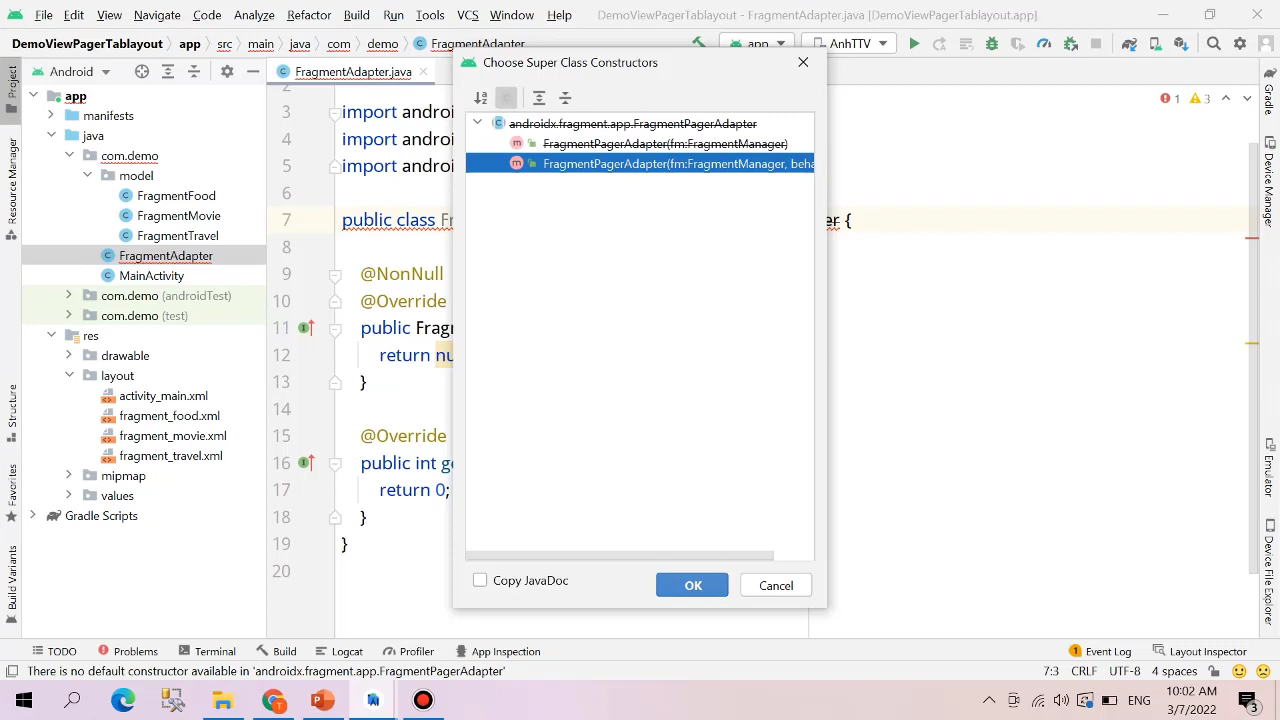 File Edit View Navigate Code Analyze Refactor Build Run Tools VCS Window Help DemoViewPagerTablayout - FragmentAdapter.java [DemoViewPagerTablayout.app]
DemoViewPagerTablayout app src main java com demo FragmentAdapter app AnhTTV
Android
FragmentAdapter.java
Project
Resource Manager
Structure
Favorites
Build Variants
app
manifests
java
com.demo
model
FragmentFood
FragmentMovie
FragmentTravel
FragmentAdapter
MainActivity
com.demo (androidTest)
com.demo (test)
res
drawable
layout
activity_main.xml
fragment_food.xml
fragment_movie.xml
fragment_travel.xml
mipmap
values
Gradle Scripts
2
3 import androi
4 import androi
5 import androi
6
7 public class Fr er {
8
9 @NonNull
10 @Override
11 public Fragm
12 return nu
13 }
14
15 @Override
16 public int ge
17 return 0;
18 }
19 }
20
1 3
Choose Super Class Constructors
androidx.fragment.app.FragmentPagerAdapter
FragmentPagerAdapter(fm:FragmentManager)
FragmentPagerAdapter(fm:FragmentManager, beha
Copy JavaDoc
OK
Cancel
Gradle
Device Manager
Emulator
Device File Explorer
TODO Problems Terminal Build Logcat Profiler App Inspection 1 Event Log Layout Inspector
There is no default constructor available in 'androidx.fragment.app.FragmentPagerAdapter' 7:3 CRLF UTF-8 4 spaces
ENG
10:02 AM
3/7/2022
3